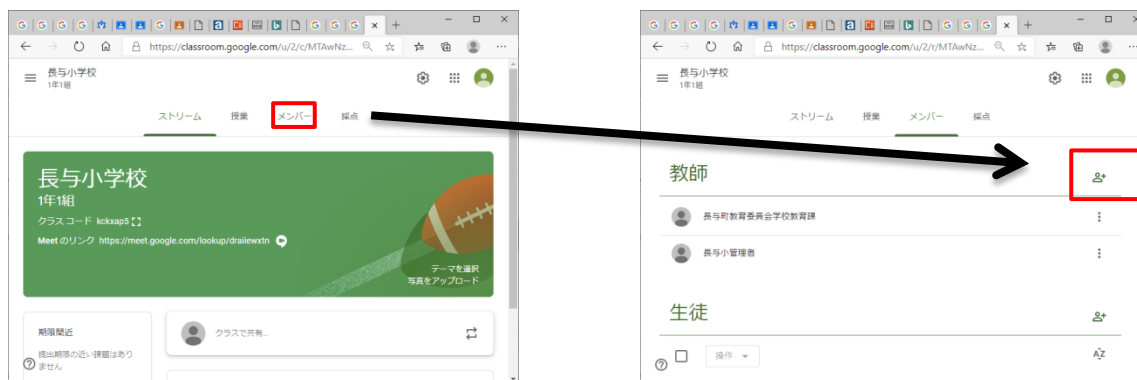 https://classroom.google.com/u/2/c/MTAwNz...
長与小学校
1年1組
ストリーム 授業 メンバー 採点
長与小学校
1年1組
クラス コード kckxap5
Meet のリンク https://meet.google.com/lookup/draiiewxtn
テーマを選択
写真をアップロード
期限間近
提出期限の近い課題はあり
ません
クラスで共有...
https://classroom.google.com/u/2/r/MTAwNz...
長与小学校
1年1組
ストリーム 授業 メンバー 採点
教師
長与町教育委員会学校教育課
長与小管理者
生徒
操作
AZ